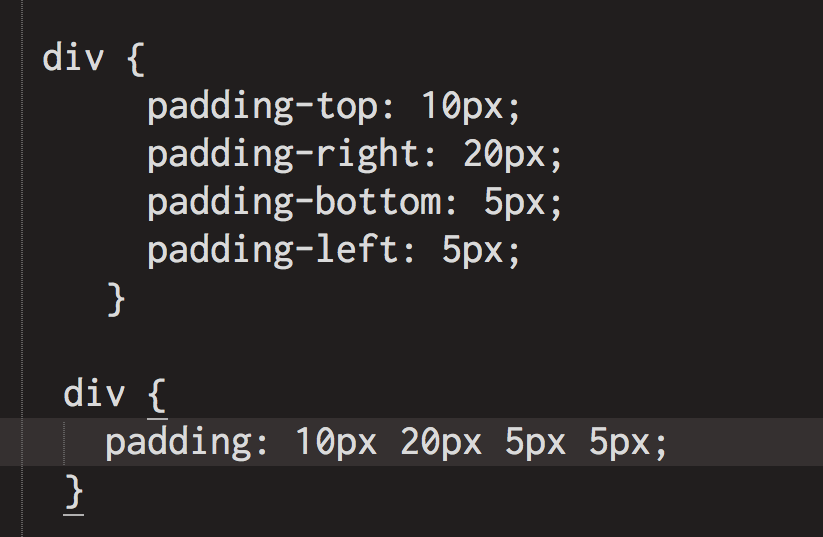 div {
padding-top: 10px;
padding-right: 20px;
padding-bottom: 5px;
padding-left: 5px;
}
div {
padding: 10px 20px 5px 5px;
}